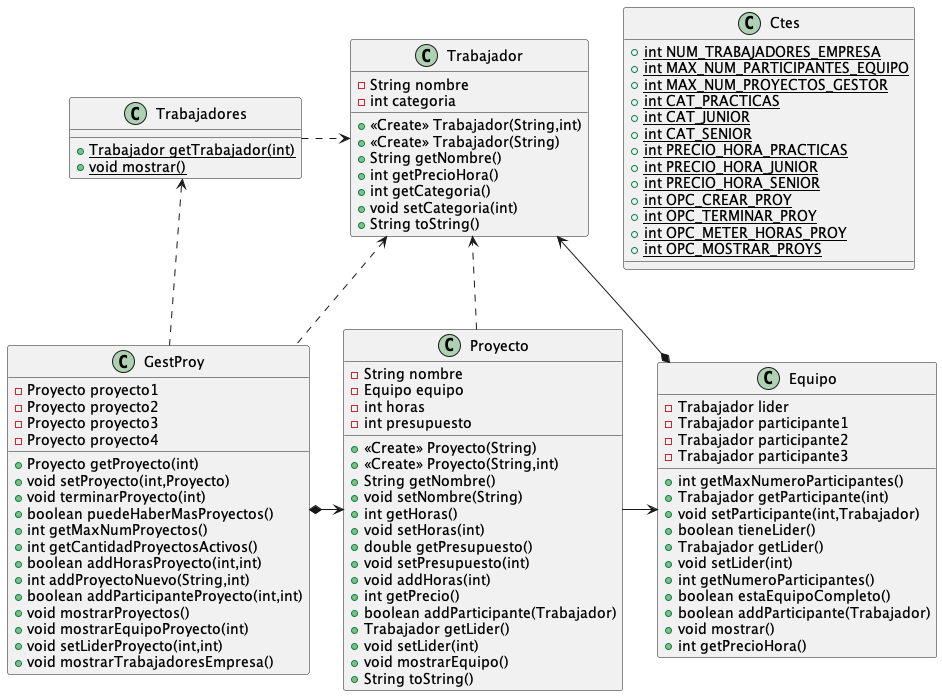 C Trabajadores
Trabajador getTrabajador(int)
void mostrar()
C Trabajador
String nombre
int categoria
«Create» Trabajador(String,int)
«Create» Trabajador(String)
String getNombre()
int getPrecioHora()
int getCategoria()
void setCategoria(int)
String toString()
C Ctes
int NUM_TRABAJADORES_EMPRESA
int MAX_NUM_PARTICIPANTES_EQUIPO
int MAX_NUM_PROYECTOS_GESTOR
int CAT_PRACTICAS
int CAT_JUNIOR
int CAT_SENIOR
int PRECIO_HORA_PRACTICAS
int PRECIO_HORA_JUNIOR
int PRECIO_HORA_SENIOR
int OPC_CREAR_PROY
int OPC_TERMINAR_PROY
int OPC_METER_HORAS_PROY
int OPC_MOSTRAR_PROYS
C GestProy
Proyecto proyecto1
Proyecto proyecto2
Proyecto proyecto3
Proyecto proyecto4
Proyecto getProyecto(int)
void setProyecto(int,Proyecto)
void terminarProyecto(int)
boolean puedeHaberMasProyectos()
int getMaxNumProyectos()
int getCantidadProyectosActivos()
boolean addHorasProyecto(int,int)
int addProyectoNuevo(String,int)
boolean addParticipanteProyecto(int,int)
void mostrarProyectos()
void mostrarEquipoProyecto(int)
void setLiderProyecto(int,int)
void mostrarTrabajadoresEmpresa()
C Proyecto
String nombre
Equipo equipo
int horas
int presupuesto
«Create» Proyecto(String)
«Create» Proyecto(String,int)
String getNombre()
void setNombre(String)
int getHoras()
void setHoras(int)
double getPresupuesto()
void setPresupuesto(int)
void addHoras(int)
int getPrecio()
boolean addParticipante(Trabajador)
Trabajador getLider()
void setLider(int)
void mostrarEquipo()
String toString()
C Equipo
Trabajador lider
Trabajador participante1
Trabajador participante2
Trabajador participante3
int getMaxNumeroParticipantes()
Trabajador getParticipante(int)
void setParticipante(int,Trabajador)
boolean tieneLider()
Trabajador getLider()
void setLider(int)
int getNumeroParticipantes()
boolean estaEquipoCompleto()
boolean addParticipante(Trabajador)
void mostrar()
int getPrecioHora()